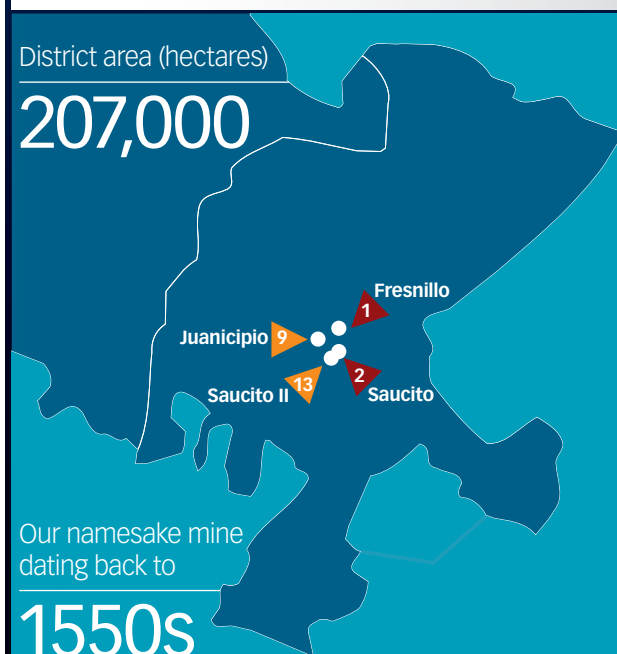 District area (hectares)
207,000
Fresnillo
1
Juanicipio 9
Saucito II 13
2
Saucito
Our namesake mine
dating back to
1550s